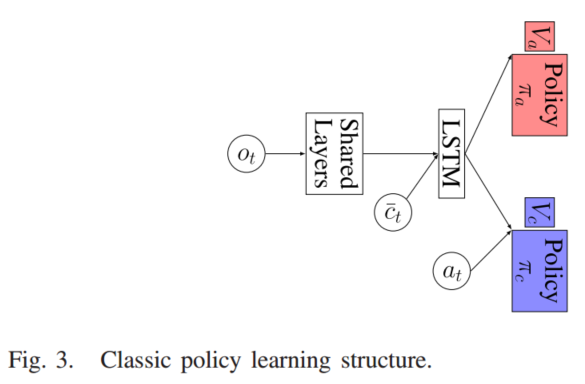 V_a
Policy
π_a
o_t
Shared
Layers
LSTM
c̄_t
V_c
Policy
π_c
a_t
Fig. 3. Classic policy learning structure.